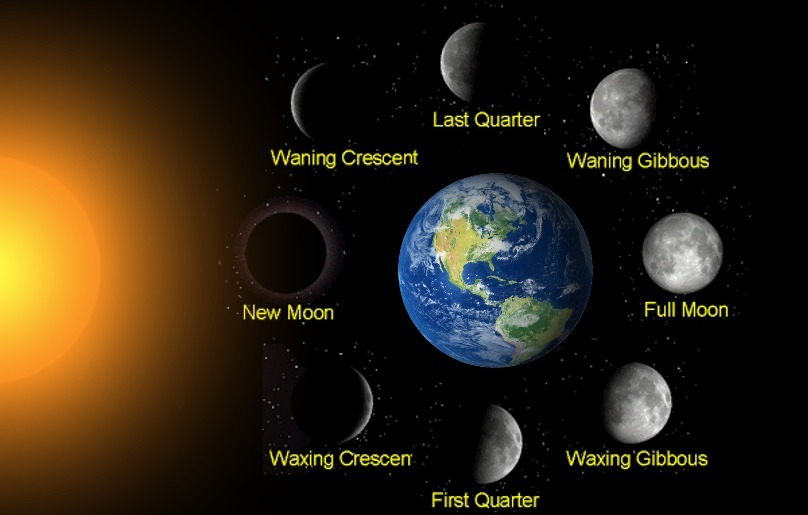 Last Quarter
Waning Crescent
Waning Gibbous
New Moon
Full Moon
Waxing Crescen
Waxing Gibbous
First Quarter